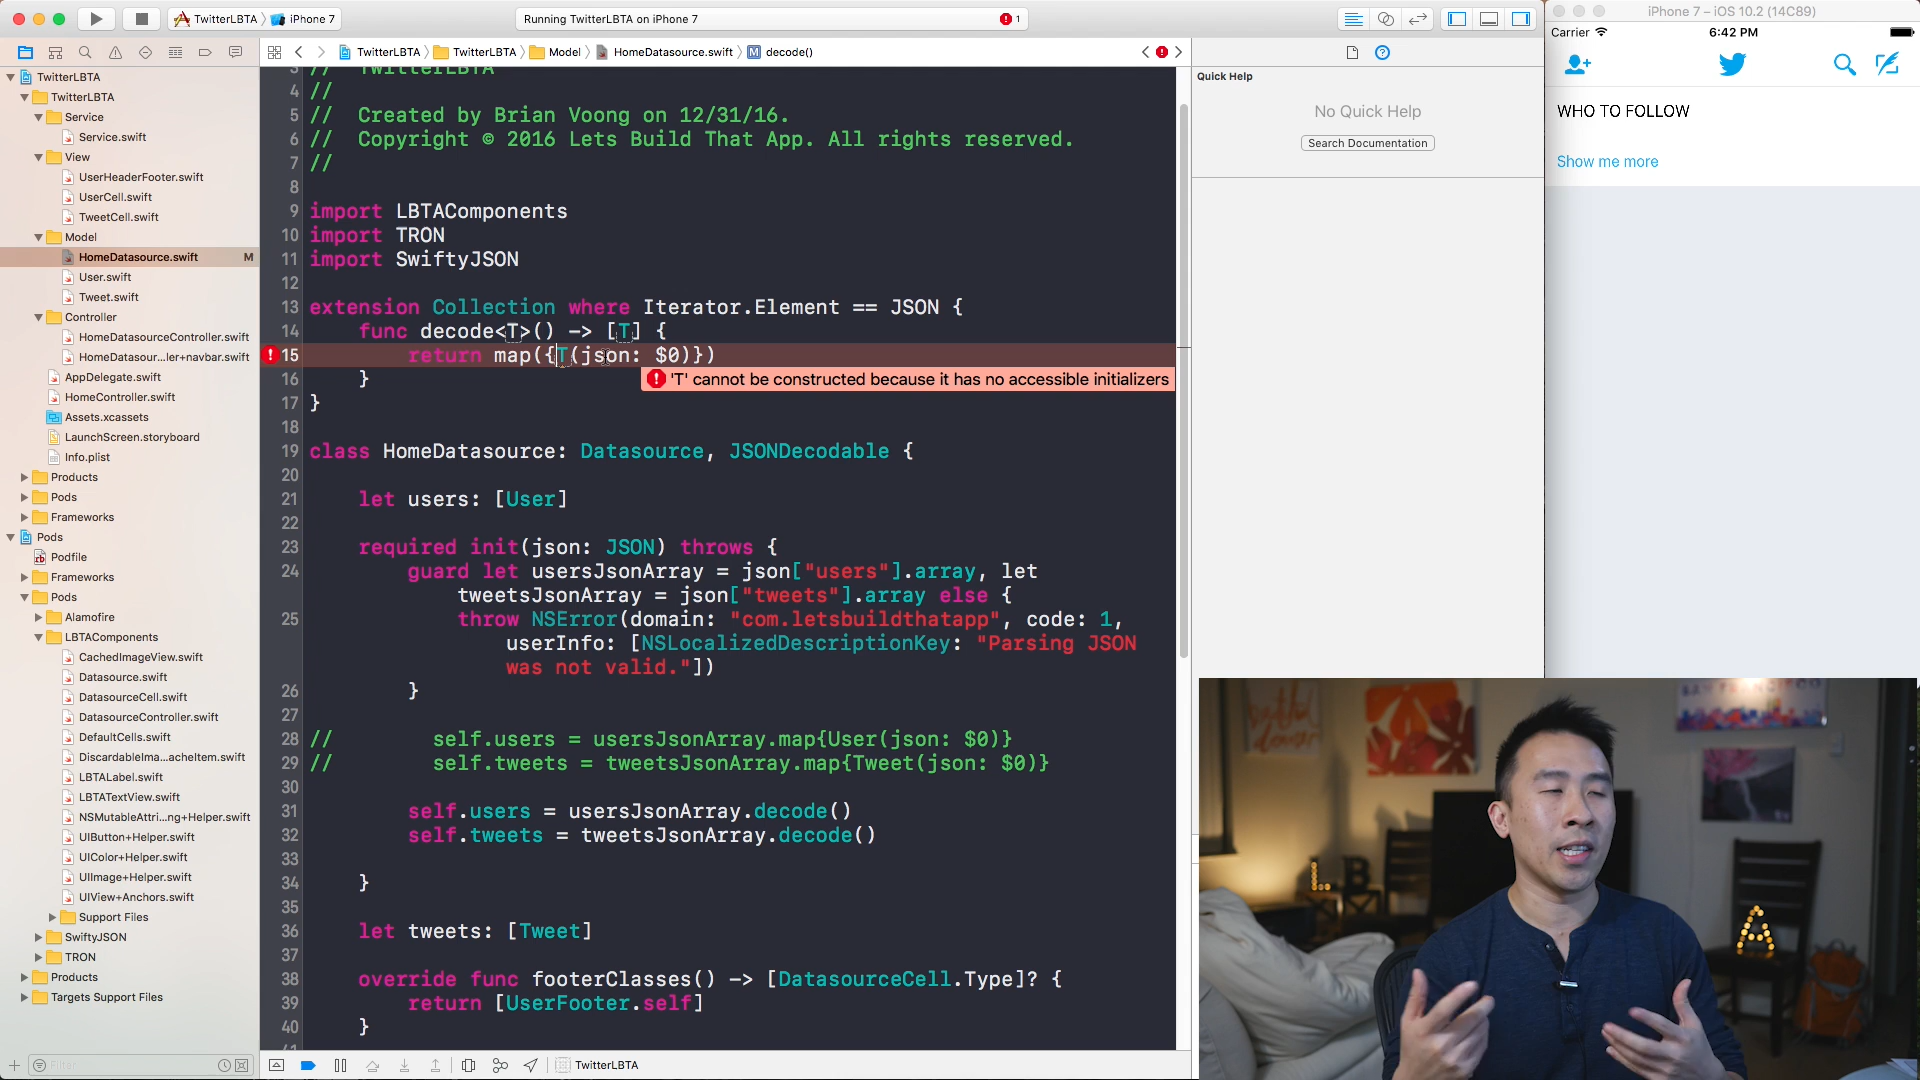 TwitterLBTA
iPhone 7
Running TwitterLBTA on iPhone 7
1
iPhone 7 – iOS 10.2 (14C89)
Carrier
6:42 PM
TwitterLBTA
TwitterLBTA
Model
HomeDatasource.swift
M
decode()
TwitterLBTA
TwitterLBTA
Service
Service.swift
View
UserHeaderFooter.swift
UserCell.swift
TweetCell.swift
Model
HomeDatasource.swift
M
User.swift
Tweet.swift
Controller
HomeDatasourceController.swift
HomeDatasour...ler+navbar.swift
AppDelegate.swift
HomeController.swift
Assets.xcassets
LaunchScreen.storyboard
Info.plist
Products
Pods
Frameworks
Pods
Podfile
Frameworks
Pods
Alamofire
LBTAComponents
CachedImageView.swift
Datasource.swift
DatasourceCell.swift
DatasourceController.swift
DefaultCells.swift
DiscardableIma...acheItem.swift
LBTALabel.swift
LBTATextView.swift
NSMutableAttri...ng+Helper.swift
UIButton+Helper.swift
UIColor+Helper.swift
UIImage+Helper.swift
UIView+Anchors.swift
Support Files
SwiftyJSON
TRON
Products
Targets Support Files
Filter
3 // TwitterLBTA
4 //
5 // Created by Brian Voong on 12/31/16.
6 // Copyright © 2016 Lets Build That App. All rights reserved.
7 //
8
9 import LBTAComponents
10 import TRON
11 import SwiftyJSON
12
13 extension Collection where Iterator.Element == JSON {
14 func decode<T>() -> [T] {
15 return map({T(json: $0)})
16 }
'T' cannot be constructed because it has no accessible initializers
17 }
18
19 class HomeDatasource: Datasource, JSONDecodable {
20
21 let users: [User]
22
23 required init(json: JSON) throws {
24 guard let usersJsonArray = json["users"].array, let
tweetsJsonArray = json["tweets"].array else {
25 throw NSError(domain: "com.letsbuildthatapp", code: 1,
userInfo: [NSLocalizedDescriptionKey: "Parsing JSON
was not valid."])
26 }
27
28 // self.users = usersJsonArray.map{User(json: $0)}
29 // self.tweets = tweetsJsonArray.map{Tweet(json: $0)}
30
31 self.users = usersJsonArray.decode()
32 self.tweets = tweetsJsonArray.decode()
33
34 }
35
36 let tweets: [Tweet]
37
38 override func footerClasses() -> [DatasourceCell.Type]? {
39 return [UserFooter.self]
40 }
TwitterLBTA
Quick Help
No Quick Help
Search Documentation
WHO TO FOLLOW
Show me more
L B
A